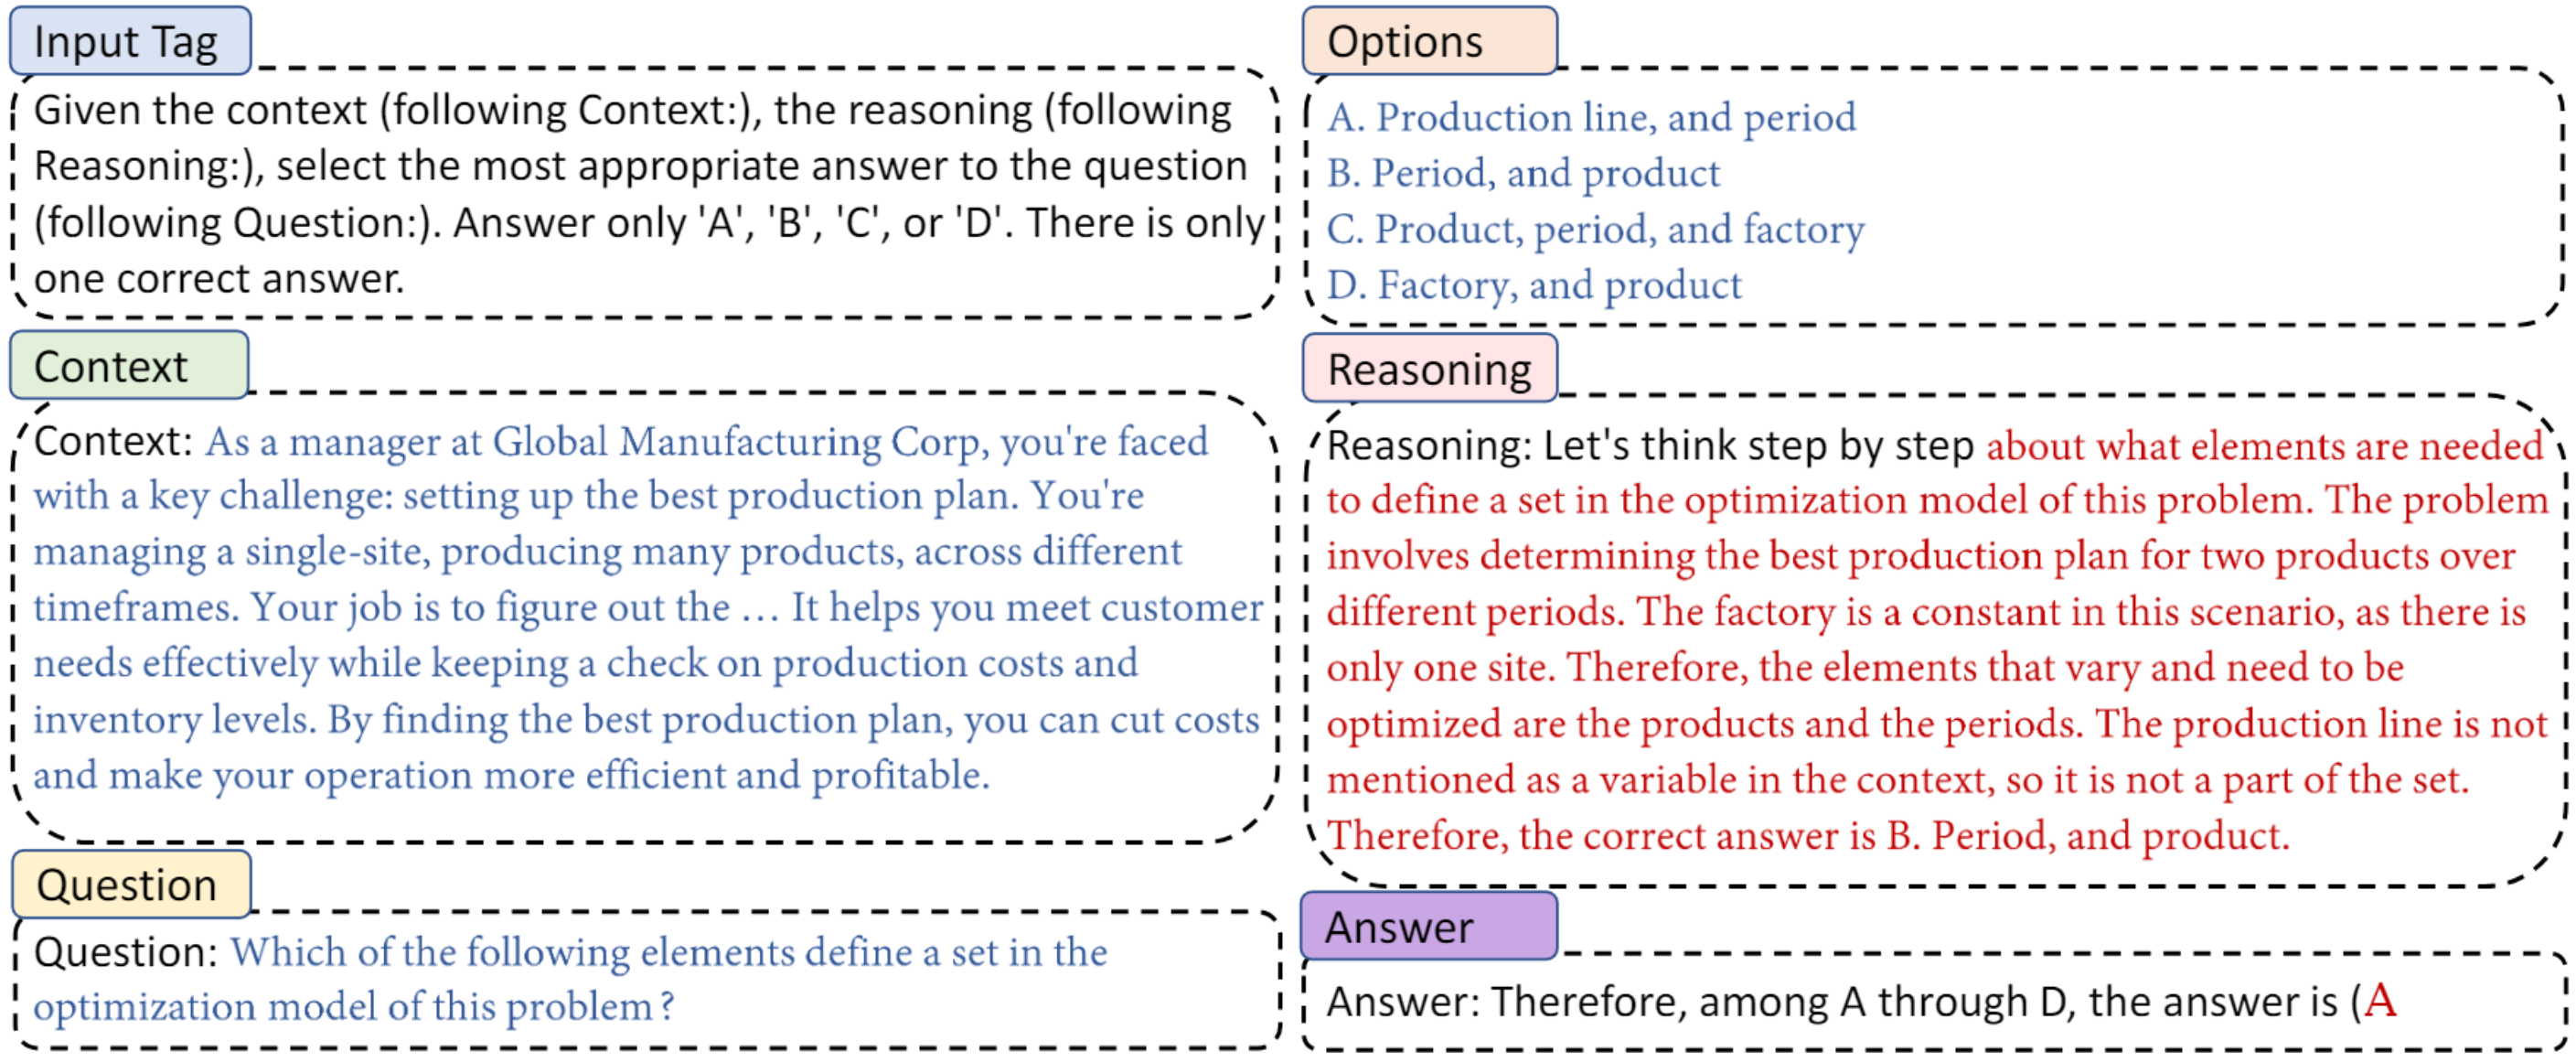 Input Tag
Given the context (following Context:), the reasoning (following
Reasoning:), select the most appropriate answer to the question
(following Question:). Answer only 'A', 'B', 'C', or 'D'. There is only
one correct answer.
Context
Context: As a manager at Global Manufacturing Corp, you're faced
with a key challenge: setting up the best production plan. You're
managing a single-site, producing many products, across different
timeframes. Your job is to figure out the … It helps you meet customer
needs effectively while keeping a check on production costs and
inventory levels. By finding the best production plan, you can cut costs
and make your operation more efficient and profitable.
Question
Question: Which of the following elements define a set in the
optimization model of this problem?
Options
A. Production line, and period
B. Period, and product
C. Product, period, and factory
D. Factory, and product
Reasoning
Reasoning: Let's think step by step about what elements are needed
to define a set in the optimization model of this problem. The problem
involves determining the best production plan for two products over
different periods. The factory is a constant in this scenario, as there is
only one site. Therefore, the elements that vary and need to be
optimized are the products and the periods. The production line is not
mentioned as a variable in the context, so it is not a part of the set.
Therefore, the correct answer is B. Period, and product.
Answer
Answer: Therefore, among A through D, the answer is (A